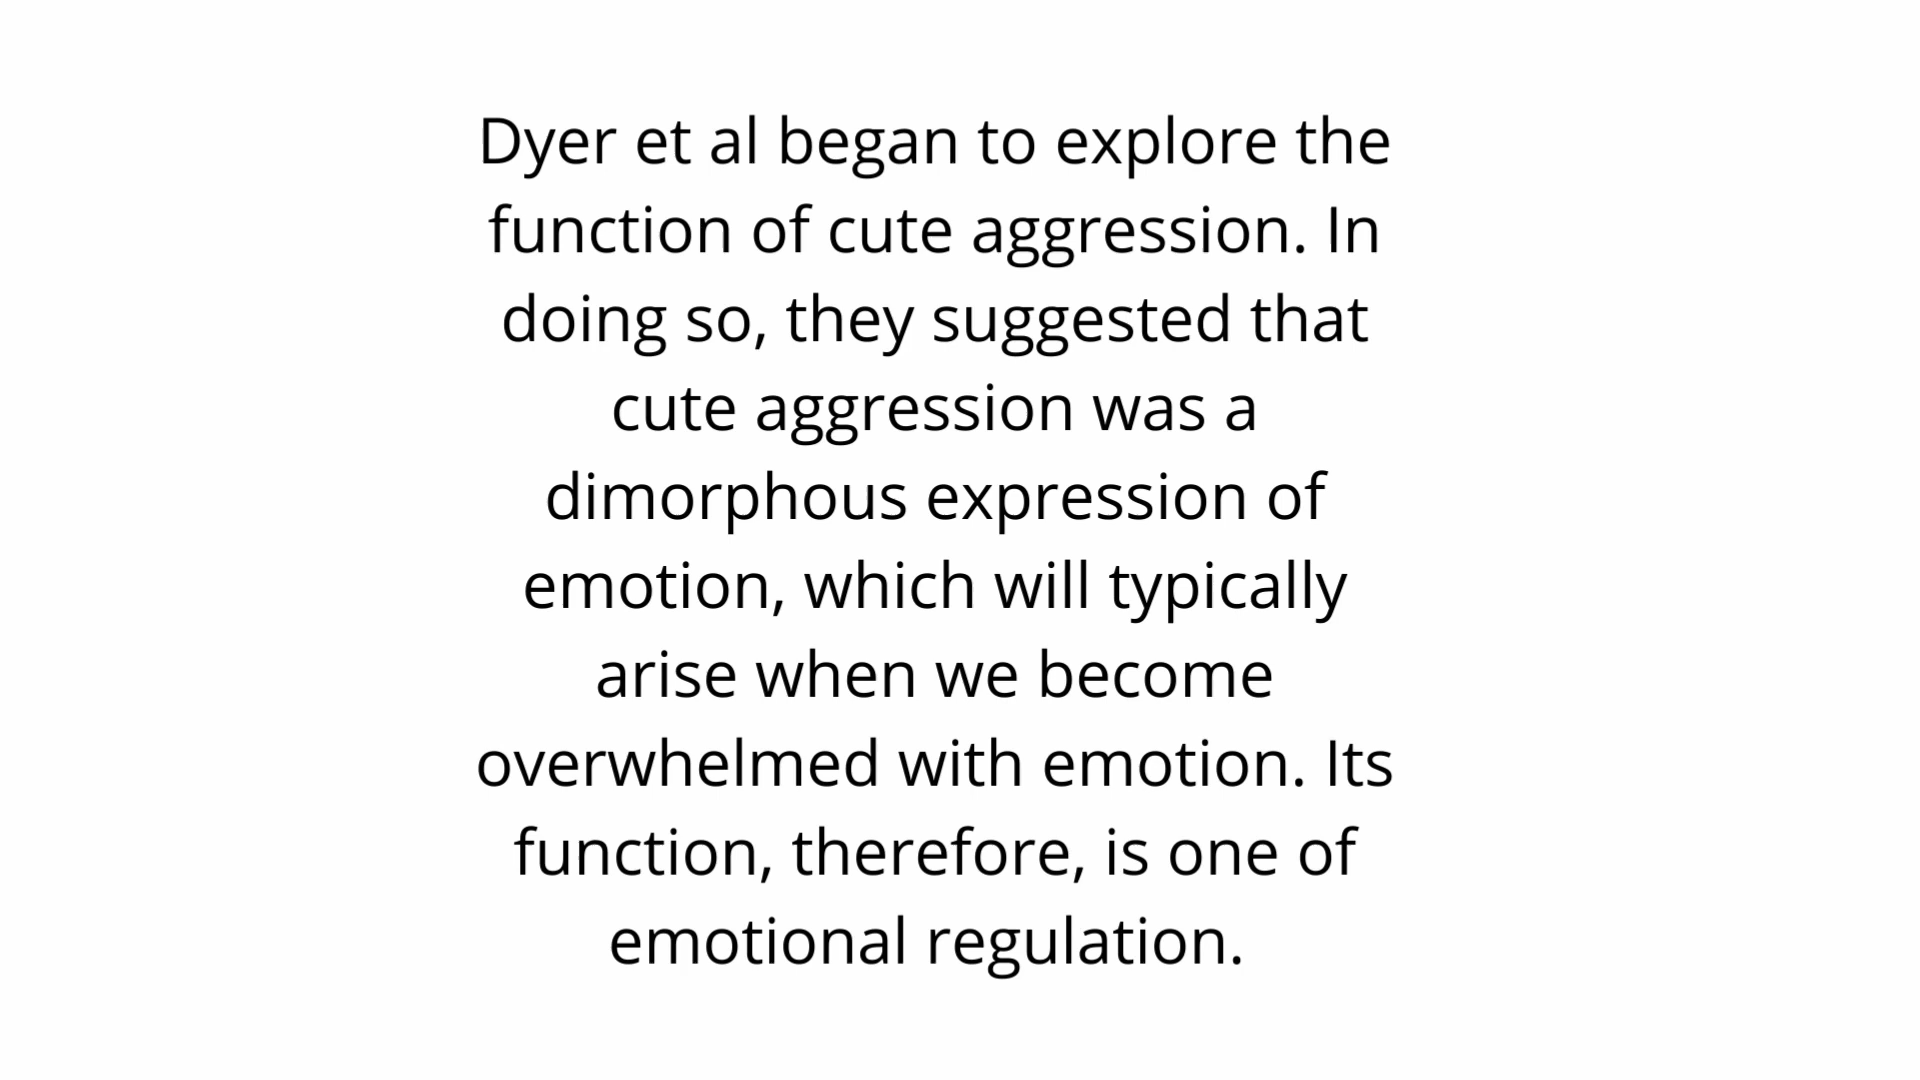 Dyer et al began to explore the
function of cute aggression. In
doing so, they suggested that
cute aggression was a
dimorphous expression of
emotion, which will typically
arise when we become
overwhelmed with emotion. Its
function, therefore, is one of
emotional regulation.